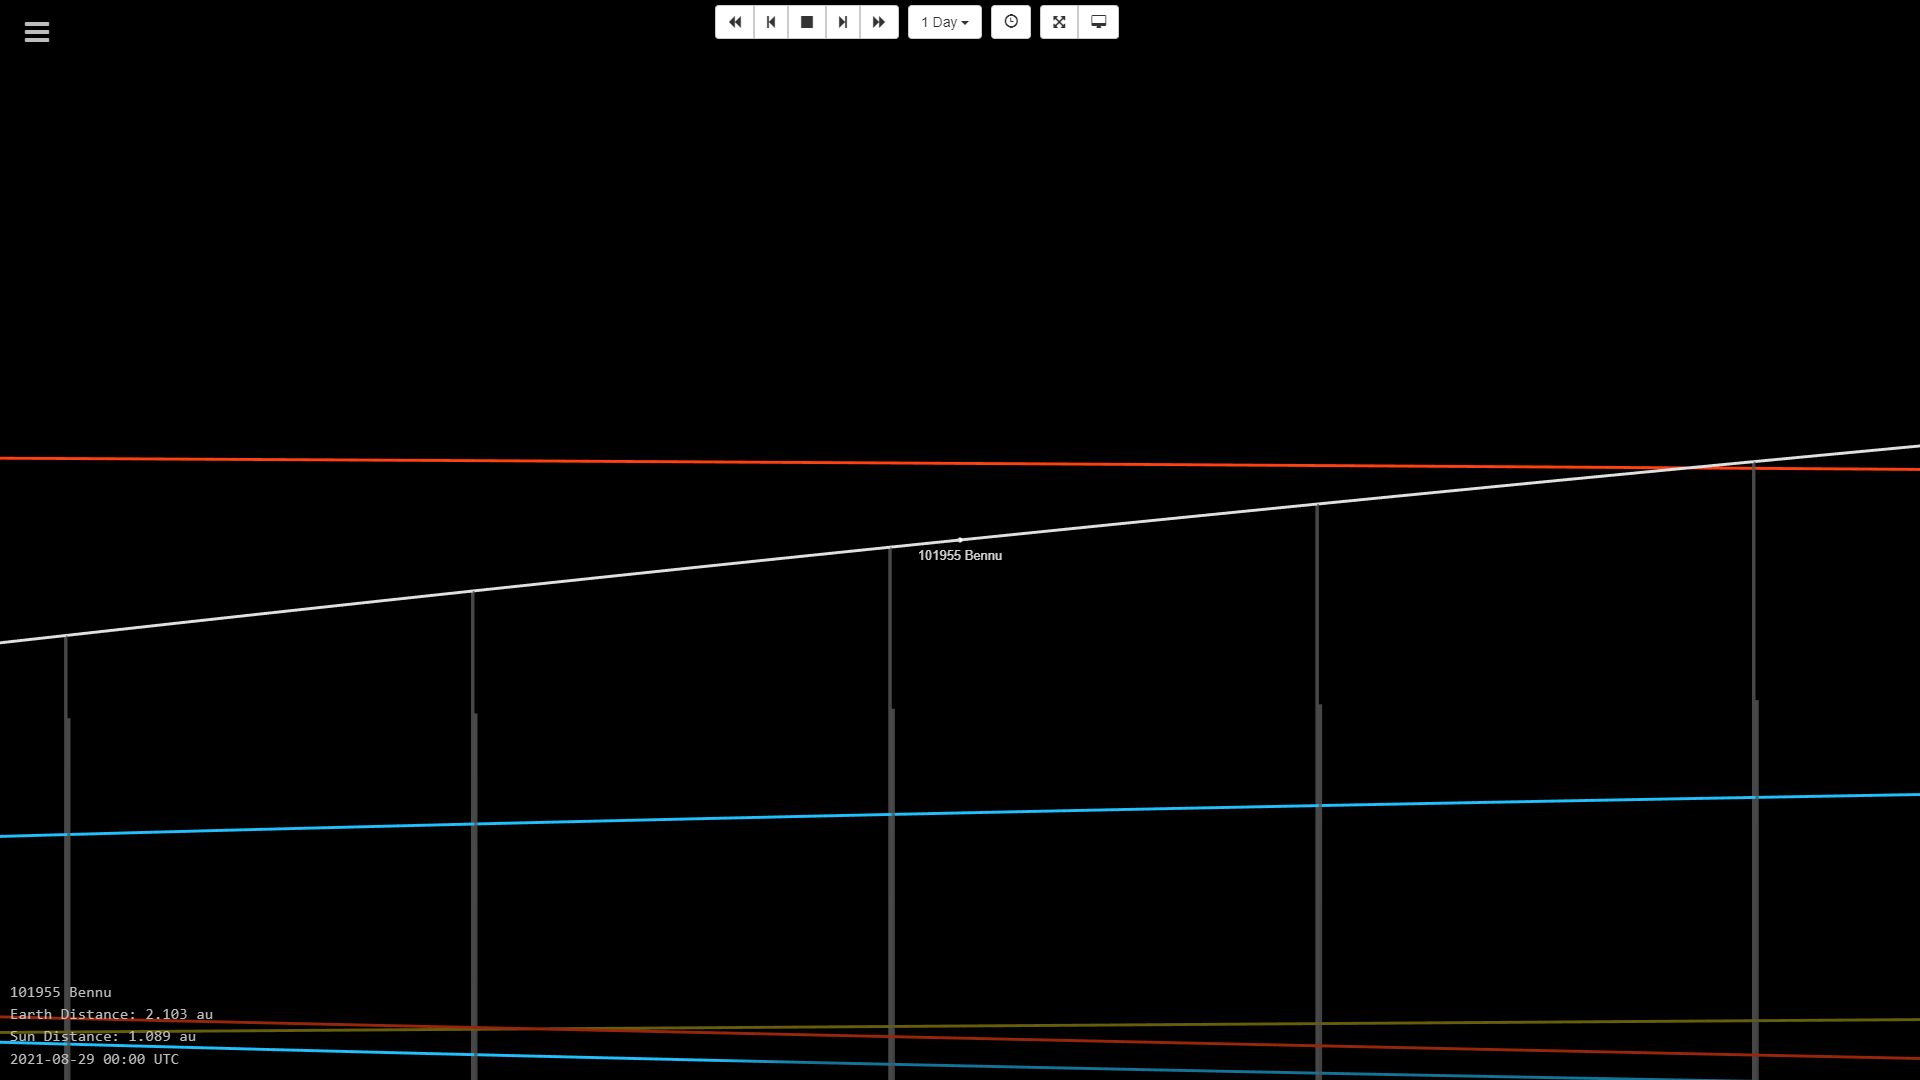 1 Day
101955 Bennu
101955 Bennu
Earth Distance: 2.103 au
Sun Distance: 1.089 au
2021-08-29 00:00 UTC